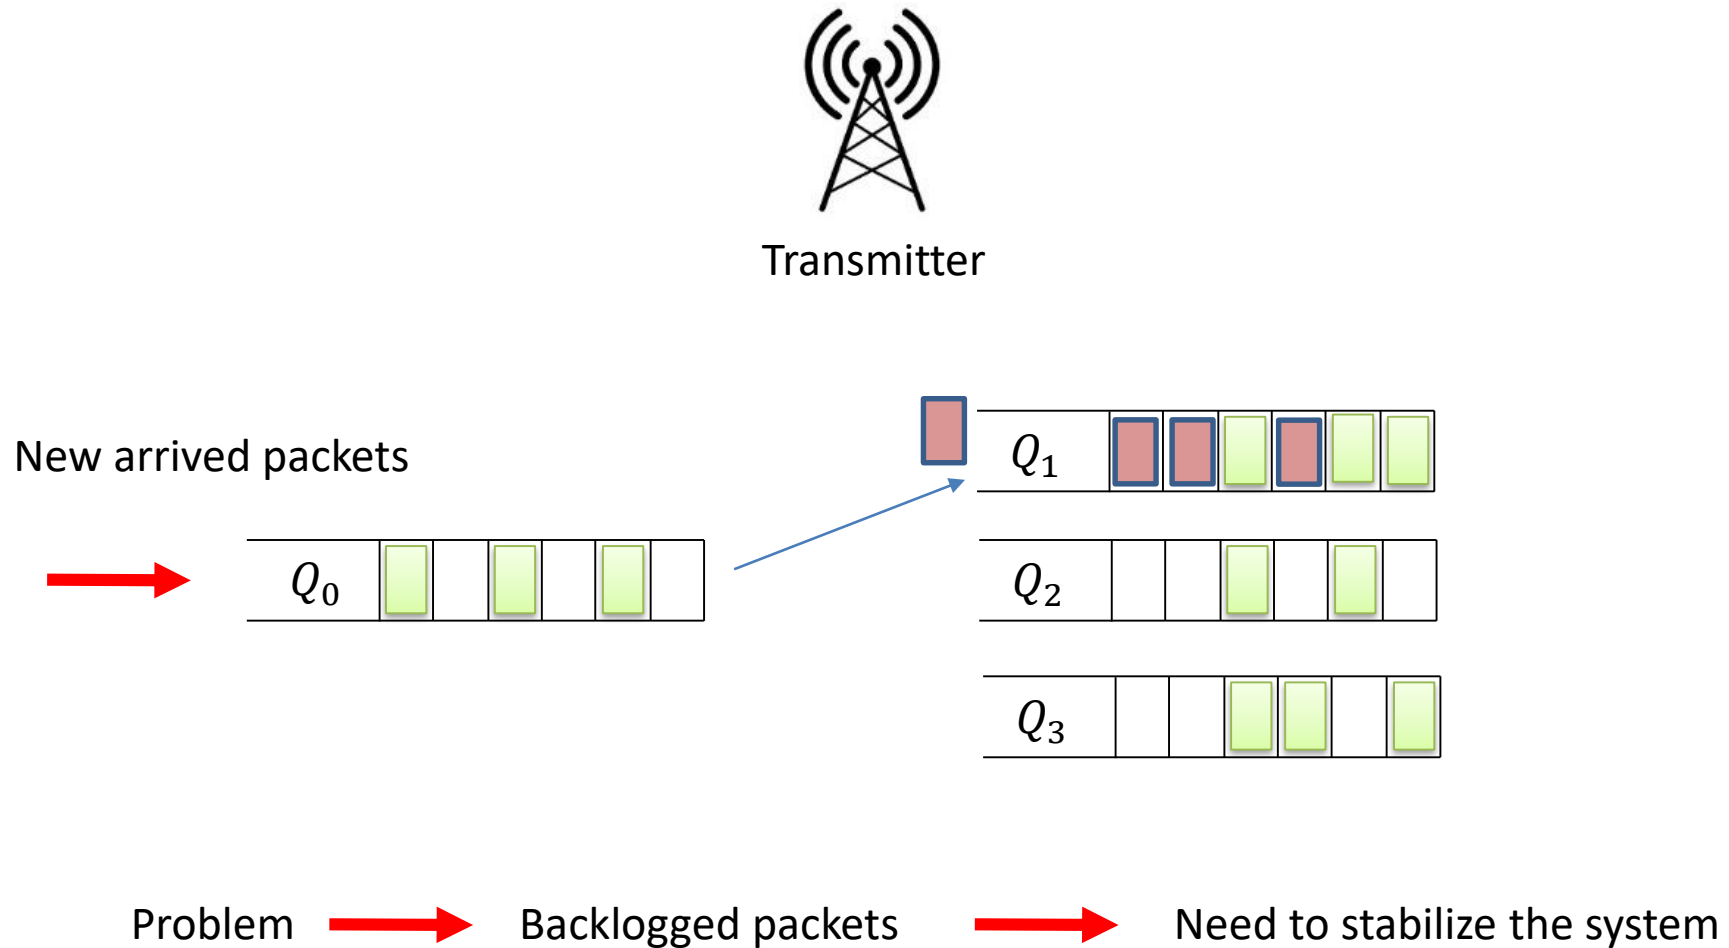 Transmitter
New arrived packets
Q₀
Q₁
Q₂
Q₃
Problem
Backlogged packets
Need to stabilize the system